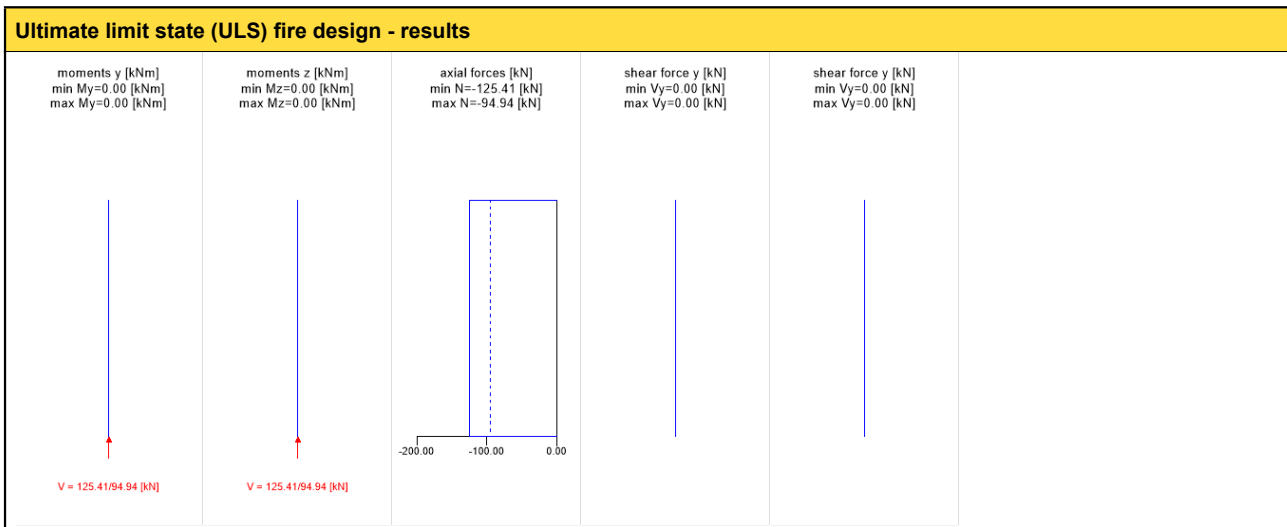 Ultimate limit state (ULS) fire design - results
moments y [kNm]
min My=0.00 [kNm]
max My=0.00 [kNm]
moments z [kNm]
min Mz=0.00 [kNm]
max Mz=0.00 [kNm]
axial forces [kN]
min N=-125.41 [kN]
max N=-94.94 [kN]
shear force y [kN]
min Vy=0.00 [kN]
max Vy=0.00 [kN]
shear force y [kN]
min Vy=0.00 [kN]
max Vy=0.00 [kN]
-200.00
-100.00
0.00
V = 125.41/94.94 [kN]
V = 125.41/94.94 [kN]